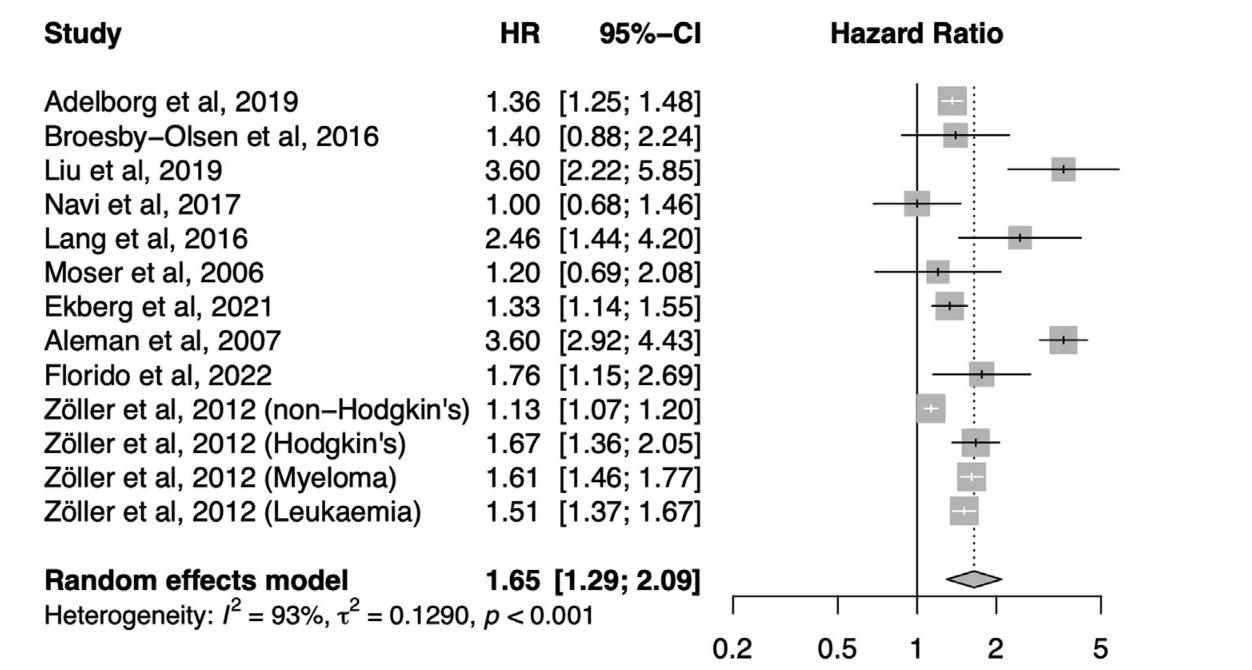 Study HR 95%–CI Hazard Ratio
Adelborg et al, 2019 1.36 [1.25; 1.48]
Broesby–Olsen et al, 2016 1.40 [0.88; 2.24]
Liu et al, 2019 3.60 [2.22; 5.85]
Navi et al, 2017 1.00 [0.68; 1.46]
Lang et al, 2016 2.46 [1.44; 4.20]
Moser et al, 2006 1.20 [0.69; 2.08]
Ekberg et al, 2021 1.33 [1.14; 1.55]
Aleman et al, 2007 3.60 [2.92; 4.43]
Florido et al, 2022 1.76 [1.15; 2.69]
Zöller et al, 2012 (non–Hodgkin's) 1.13 [1.07; 1.20]
Zöller et al, 2012 (Hodgkin's) 1.67 [1.36; 2.05]
Zöller et al, 2012 (Myeloma) 1.61 [1.46; 1.77]
Zöller et al, 2012 (Leukaemia) 1.51 [1.37; 1.67]
Random effects model 1.65 [1.29; 2.09]
Heterogeneity: I² = 93%, τ² = 0.1290, p < 0.001
0.2 0.5 1 2 5